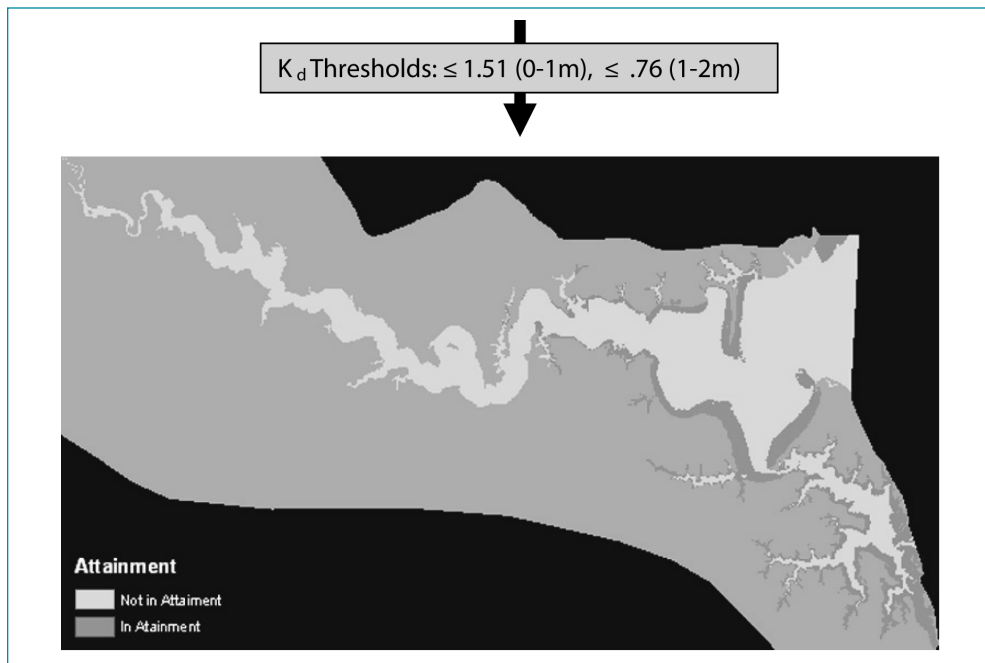 K d Thresholds: ≤ 1.51 (0-1m), ≤ .76 (1-2m)
Attainment
Not in Attaiment
In Atainment